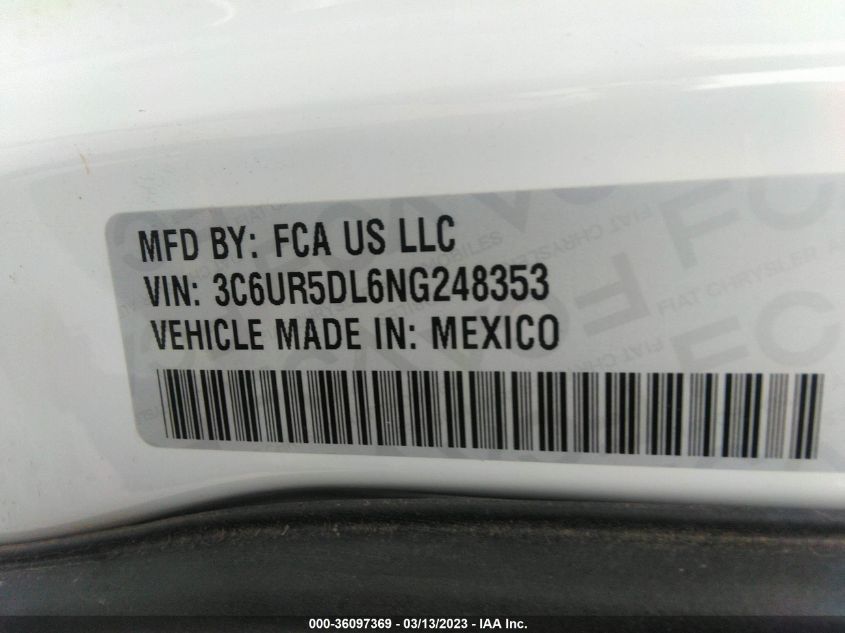 MFD BY: FCA US LLC
VIN: 3C6UR5DL6NG248353
VEHICLE MADE IN: MEXICO
000-36097369 — 03/13/2023 — IAA Inc.